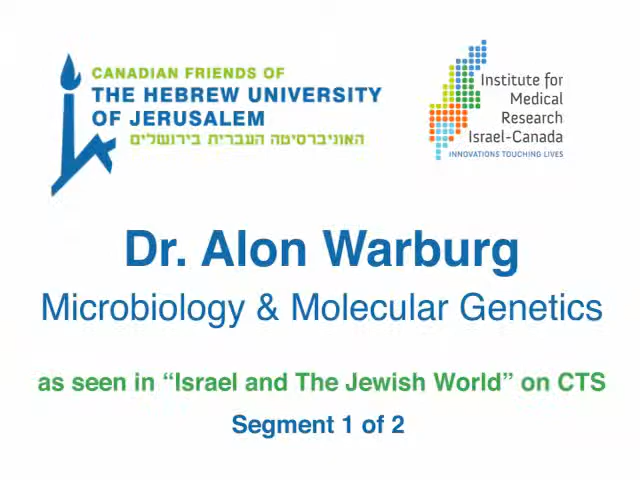 CANADIAN FRIENDS OF
THE HEBREW UNIVERSITY
OF JERUSALEM
האוניברסיטה העברית בירושלים
Institute for
Medical
Research
Israel-Canada
INNOVATIONS TOUCHING LIVES
Dr. Alon Warburg
Microbiology & Molecular Genetics
as seen in “Israel and The Jewish World” on CTS
Segment 1 of 2